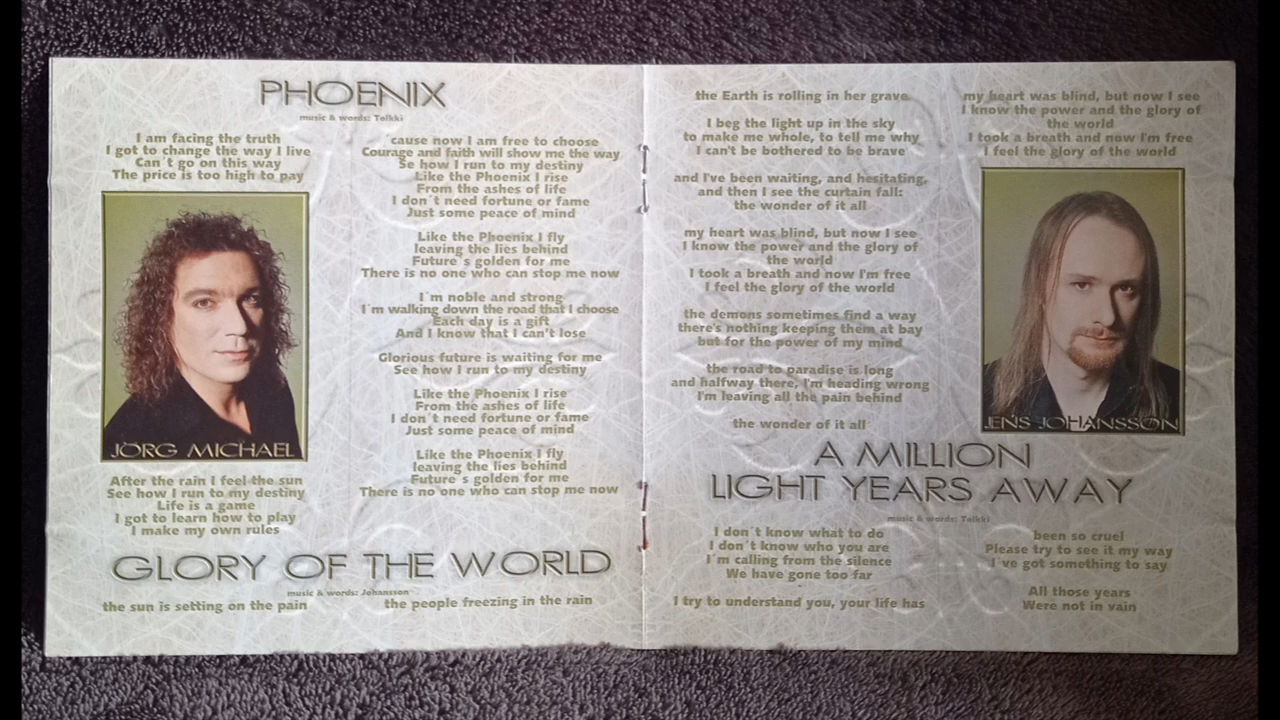 PHOENIX
music & words: Tolkki
I am facing the truth
I got to change the way I live
Can´t go on this way
The price is too high to pay
JÖRG MICHAEL
After the rain I feel the sun
See how I run to my destiny
Life is a game
I got to learn how to play
I make my own rules
cause now I am free to choose
Courage and faith will show me the way
Se how I run to my destiny
Like the Phoenix I rise
From the ashes of life
I don´t need fortune or fame
Just some peace of mind
Like the Phoenix I fly
leaving the lies behind
Future´s golden for me
There is no one who can stop me now
I´m noble and strong
I´m walking down the road that I choose
Each day is a gift
And I know that I can't lose
Glorious future is waiting for me
See how I run to my destiny
Like the Phoenix I rise
From the ashes of life
I don´t need fortune or fame
Just some peace of mind
Like the Phoenix I fly
leaving the lies behind
Future´s golden for me
There is no one who can stop me now
GLORY OF THE WORLD
music & words: Johansson
the sun is setting on the pain
the people freezing in the rain
the Earth is rolling in her grave
I beg the light up in the sky
to make me whole, to tell me why
I can't be bothered to be brave
and I've been waiting, and hesitating,
and then I see the curtain fall:
the wonder of it all
my heart was blind, but now I see
I know the power and the glory of
the world
I took a breath and now I'm free
I feel the glory of the world
the demons sometimes find a way
there's nothing keeping them at bay
but for the power of my mind
the road to paradise is long
and halfway there, I'm heading wrong
I'm leaving all the pain behind
the wonder of it all
my heart was blind, but now I see
I know the power and the glory of
the world
I took a breath and now I'm free
I feel the glory of the world
JENS JOHANSSON
A MILLION
LIGHT YEARS AWAY
music & words: Tolkki
I don´t know what to do
I don´t know who you are
I´m calling from the silence
We have gone too far
I try to understand you, your life has
been so cruel
Please try to see it my way
I´ve got something to say
All those years
Were not in vain